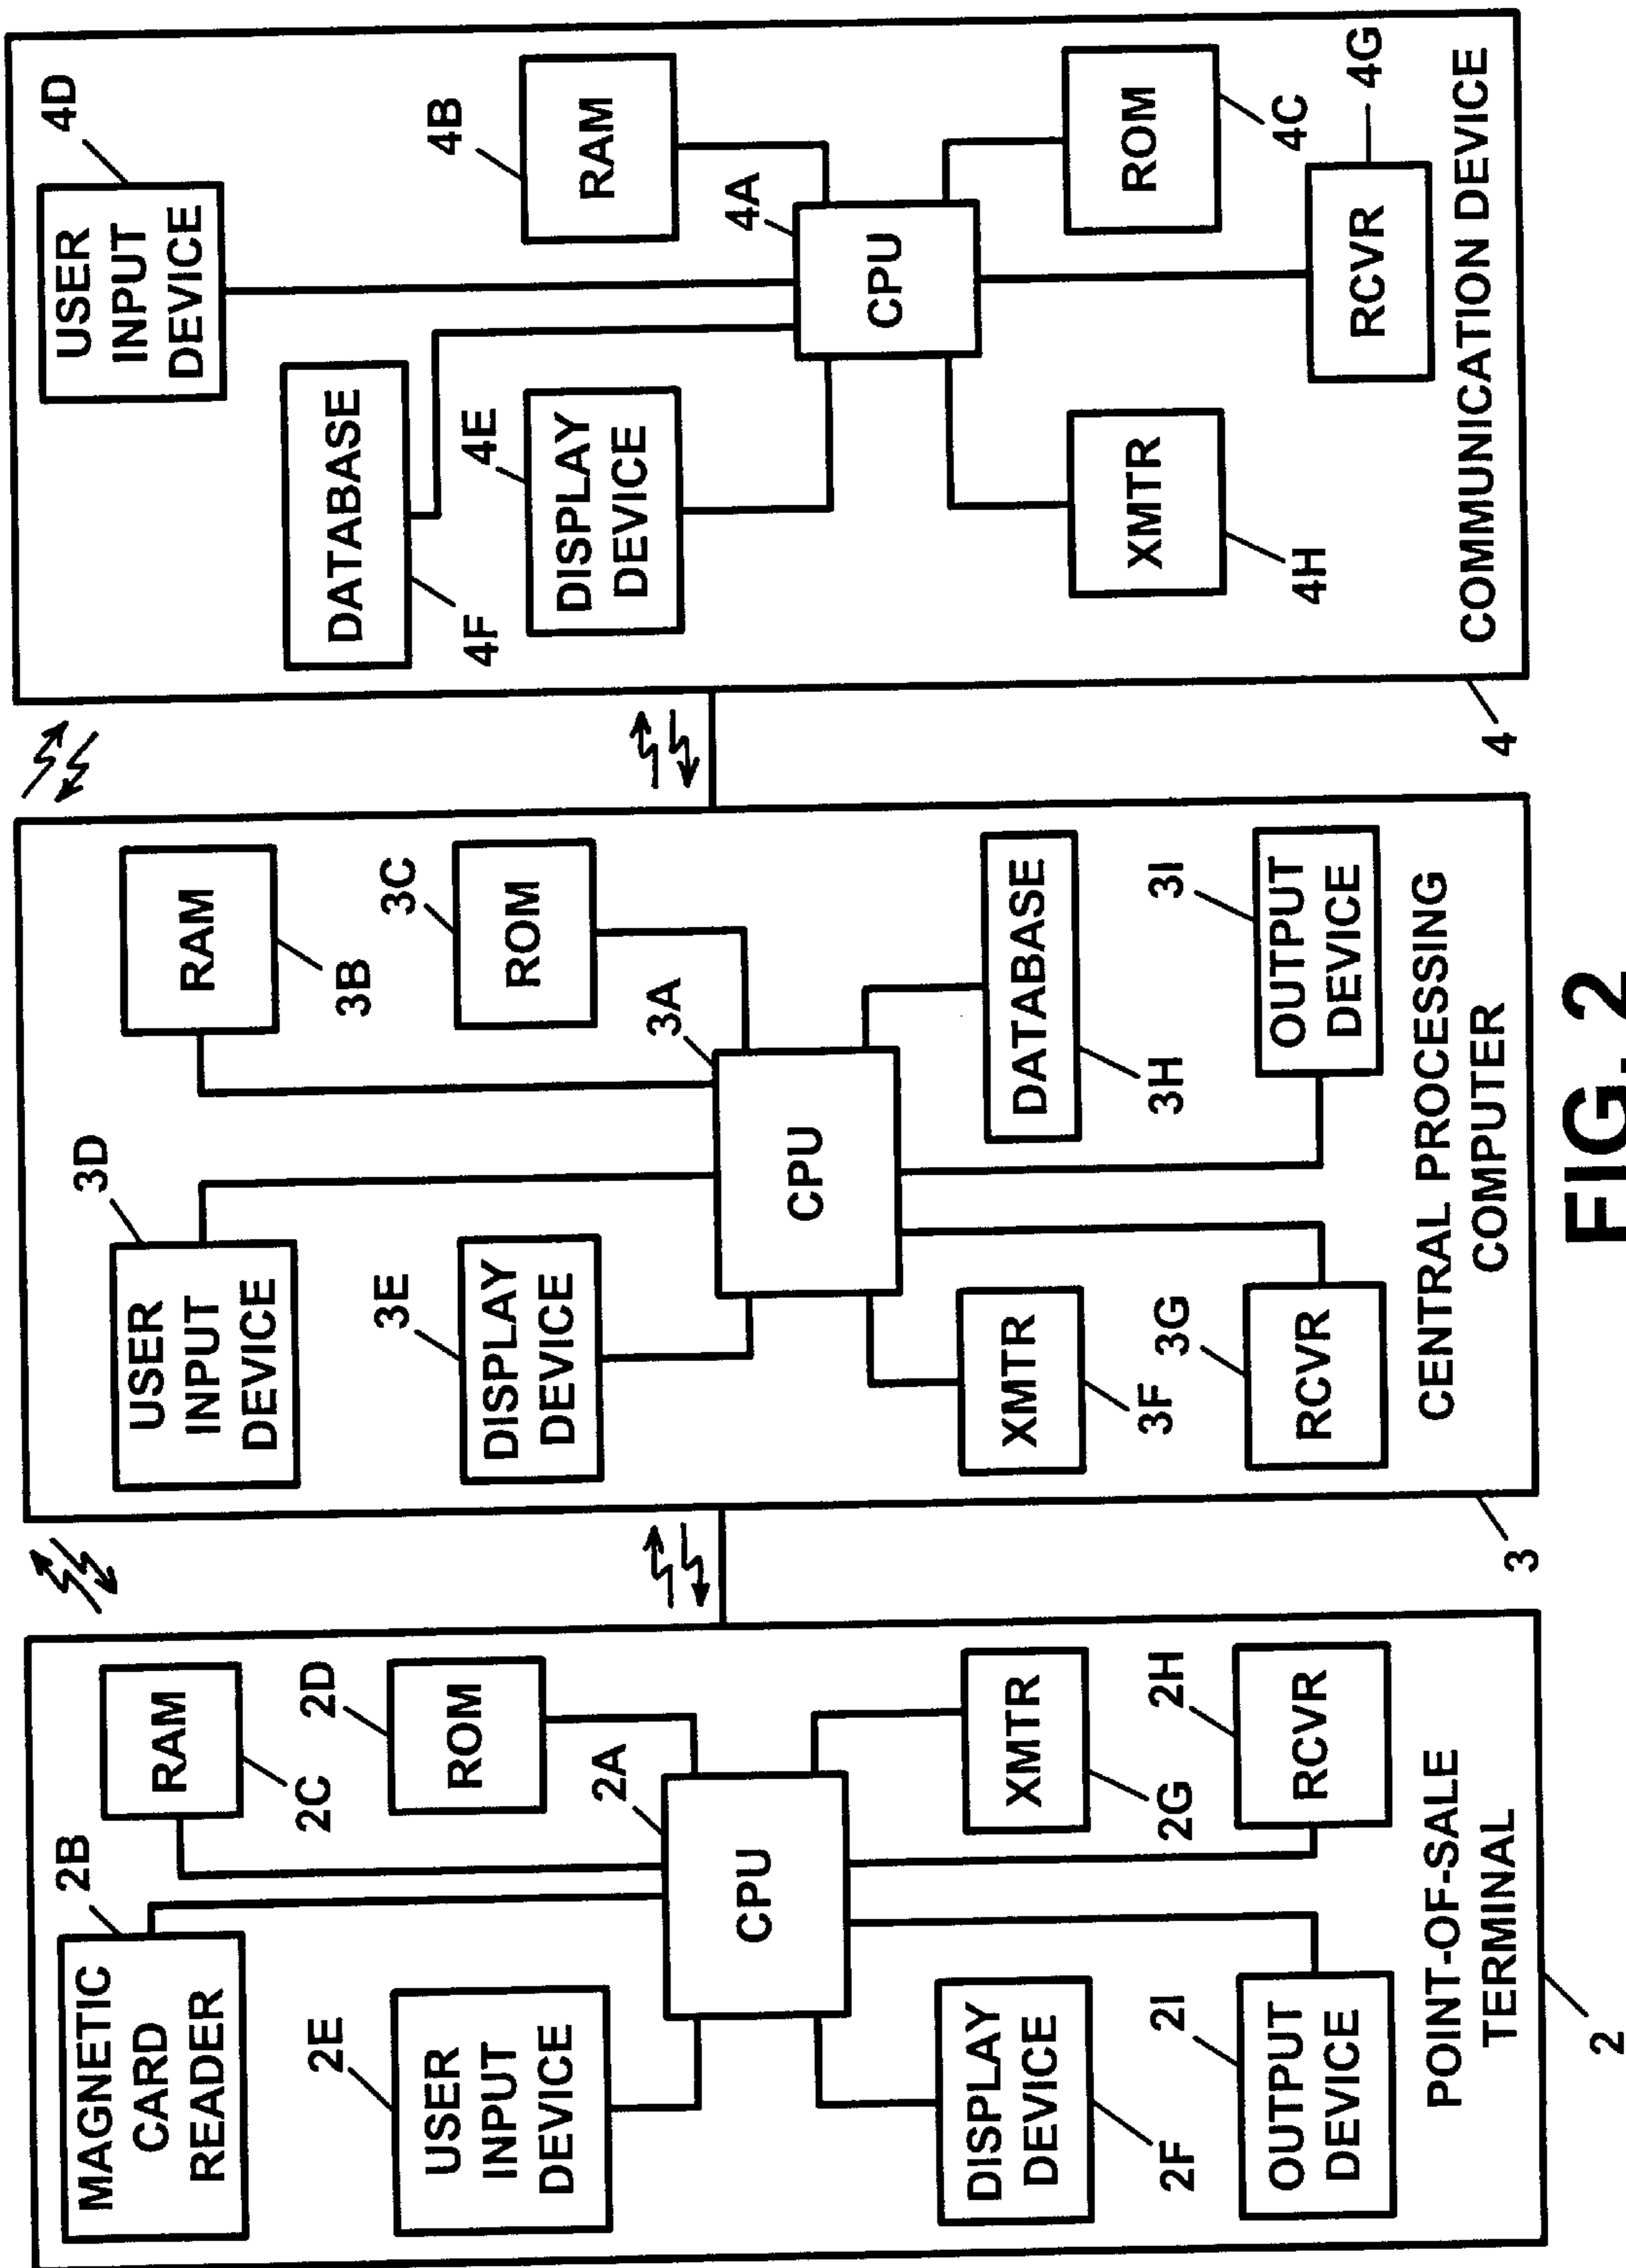 MAGNETIC
CARD
READER
2B
RAM
2C
2D
ROM
2E
USER
INPUT
DEVICE
2A
CPU
DISPLAY
DEVICE
2F
XMTR
2G
2I
OUTPUT
DEVICE
2H
RCVR
POINT-OF-SALE
TERMINAL
2
3D
USER
INPUT
DEVICE
RAM
3B
3E
DISPLAY
DEVICE
3C
ROM
3A
CPU
XMTR
3F
DATABASE
3H
3G
RCVR
3I
OUTPUT
DEVICE
CENTRAL PROCESSING
COMPUTER
3
4D
USER
INPUT
DEVICE
DATABASE
4F
4E
DISPLAY
DEVICE
4B
RAM
4A
CPU
XMTR
4H
ROM
4C
RCVR
4G
COMMUNICATION DEVICE
4
FIG. 2